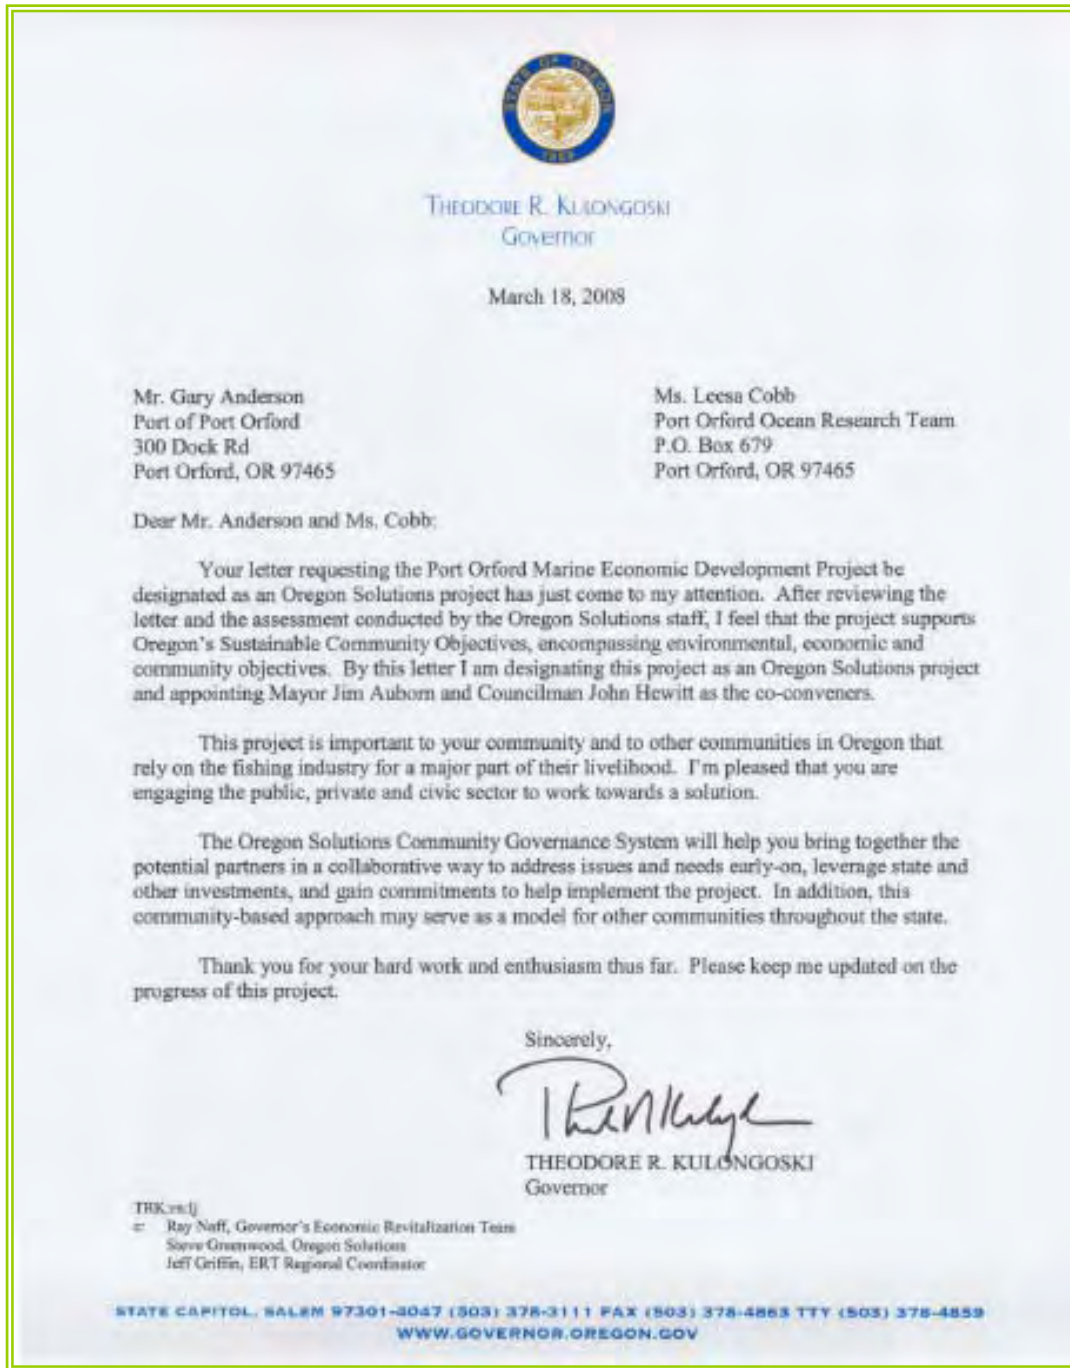 STATE OF OREGON
1859
THEODORE R. KULONGOSKI
Governor
March 18, 2008
Mr. Gary Anderson
Port of Port Orford
300 Dock Rd
Port Orford, OR 97465
Ms. Leesa Cobb
Port Orford Ocean Research Team
P.O. Box 679
Port Orford, OR 97465
Dear Mr. Anderson and Ms. Cobb:
Your letter requesting the Port Orford Marine Economic Development Project be
designated as an Oregon Solutions project has just come to my attention. After reviewing the
letter and the assessment conducted by the Oregon Solutions staff, I feel that the project supports
Oregon's Sustainable Community Objectives, encompassing environmental, economic and
community objectives. By this letter I am designating this project as an Oregon Solutions project
and appointing Mayor Jim Auborn and Councilman John Hewitt as the co-conveners.
This project is important to your community and to other communities in Oregon that
rely on the fishing industry for a major part of their livelihood. I'm pleased that you are
engaging the public, private and civic sector to work towards a solution.
The Oregon Solutions Community Governance System will help you bring together the
potential partners in a collaborative way to address issues and needs early-on, leverage state and
other investments, and gain commitments to help implement the project. In addition, this
community-based approach may serve as a model for other communities throughout the state.
Thank you for your hard work and enthusiasm thus far. Please keep me updated on the
progress of this project.
Sincerely,
THEODORE R. KULONGOSKI
Governor
Ray Naff, Governor's Economic Revitalization Team
Steve Greenwood, Oregon Solutions
Jeff Griffin, ERT Regional Coordinator
STATE CAPITOL, SALEM 97301-4047 (503) 378-3111 FAX (503) 378-4863 TTY (503) 378-4859
WWW.GOVERNOR.OREGON.GOV